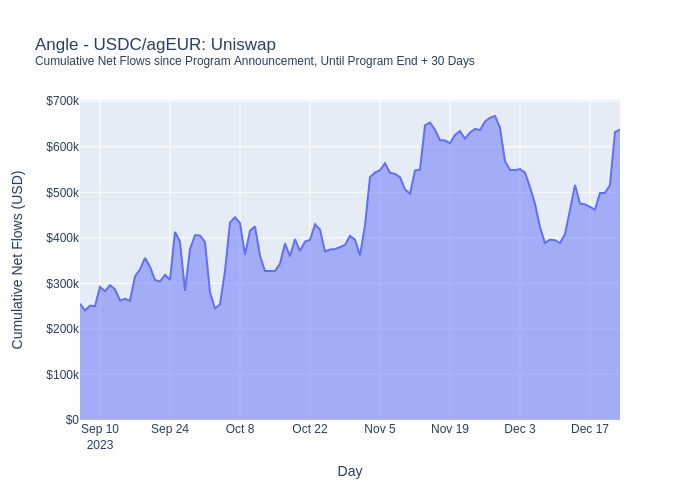 Angle - USDC/agEUR: Uniswap
Cumulative Net Flows since Program Announcement, Until Program End + 30 Days
Cumulative Net Flows (USD)
$700k
$600k
$500k
$400k
$300k
$200k
$100k
$0
Sep 10 Sep 24 Oct 8 Oct 22 Nov 5 Nov 19 Dec 3 Dec 17
2023
Day